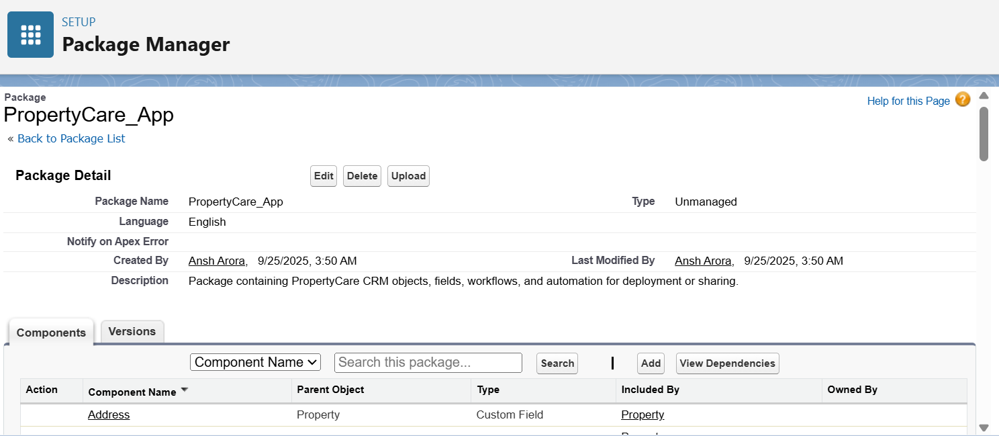 SETUP
Package Manager
Package
PropertyCare_App
Help for this Page ?
« Back to Package List
Package Detail Edit Delete Upload
Package Name PropertyCare_App Type Unmanaged
Language English
Notify on Apex Error
Created By Ansh Arora, 9/25/2025, 3:50 AM Last Modified By Ansh Arora, 9/25/2025, 3:50 AM
Description Package containing PropertyCare CRM objects, fields, workflows, and automation for deployment or sharing.
Components Versions
Component Name Search this package... Search | Add View Dependencies
Action Component Name Parent Object Type Included By Owned By
Address Property Custom Field Property